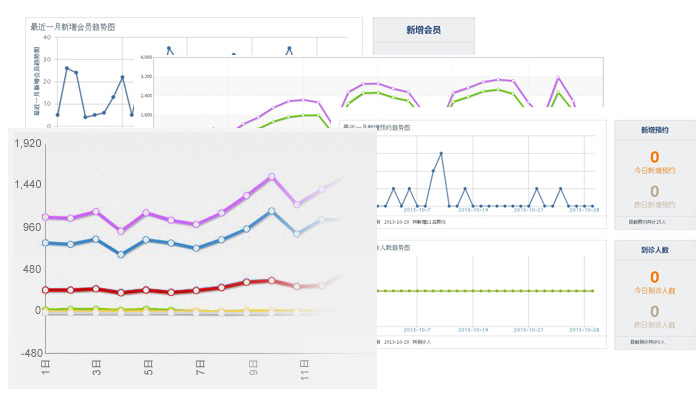 最近一月新增会员趋势图
新增会员
最近一月新增会员趋势图
40
30
20
10
0
4,000
3,200
2,400
1,600
最近一月新增预约趋势图
2013-10-7
2013-10-14
2013-10-21
2013-10-28
新增预约
0
今日新增预约
0
昨日新增预约
目前预约共计25人
诊人数趋势图
2013-10-7
2013-10-14
2013-10-21
2013-10-28
到诊人数
0
今日到诊人数
0
昨日到诊人数
目前到诊共计6人
1,920
1,440
960
480
0
-480
1日
3日
5日
7日
9日
11日